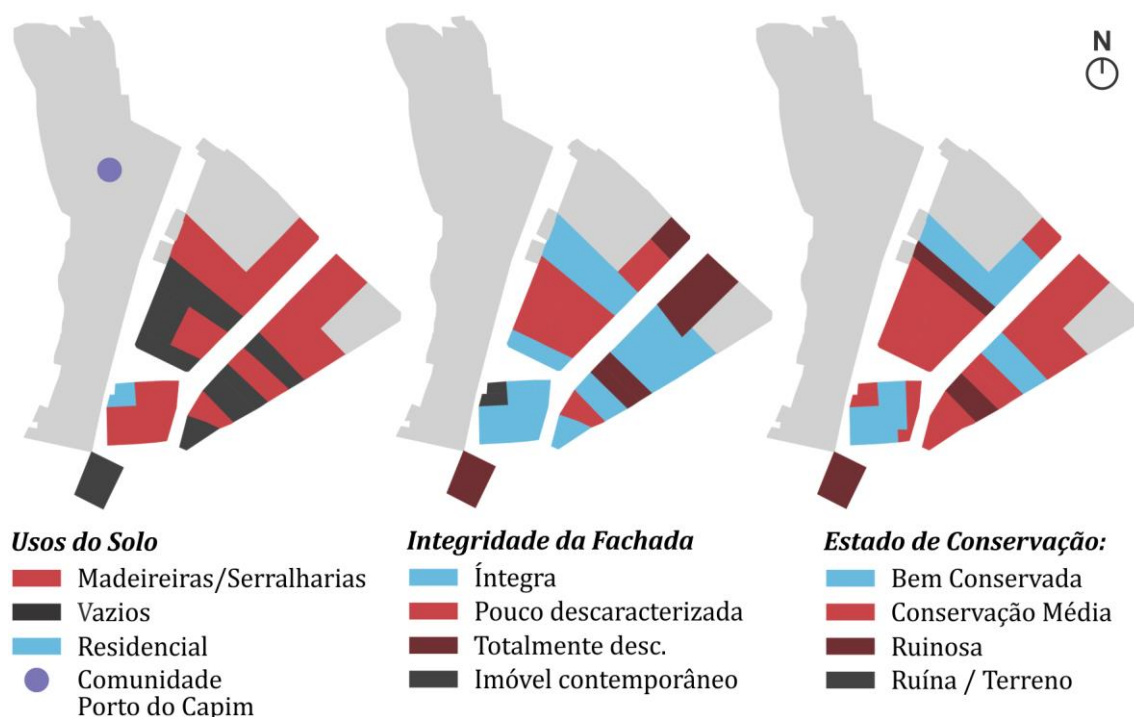 N
Usos do Solo
Madeireiras/Serralharias
Vazios
Residencial
Comunidade
Porto do Capim
Integridade da Fachada
Íntegra
Pouco descaracterizada
Totalmente desc.
Imóvel contemporâneo
Estado de Conservação:
Bem Conservada
Conservação Média
Ruinosa
Ruína / Terreno